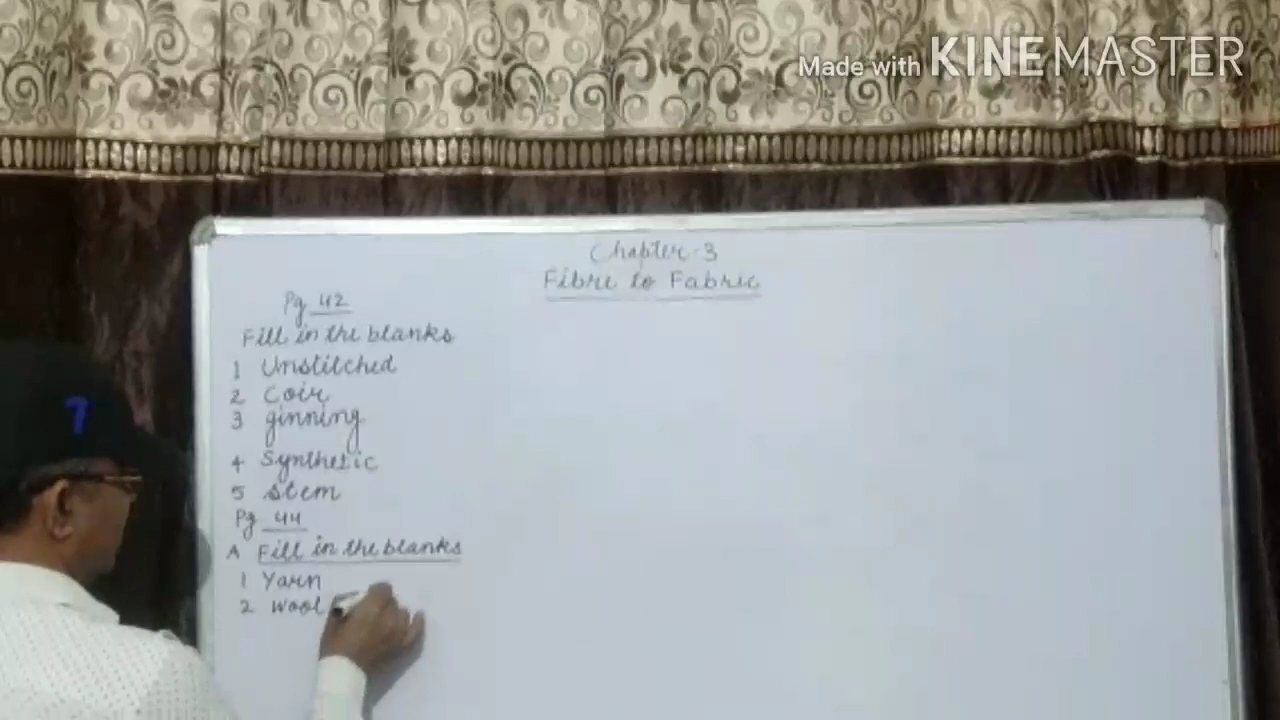 Made with KINEMASTER
Chapter-3
Fibre to Fabric
Pg 42
Fill in the blanks
1 Unstitched
2 Coir
3 ginning
4 Synthetic
5 stem
Pg 44
A Fill in the blanks
1 Yarn
2 Wool
7